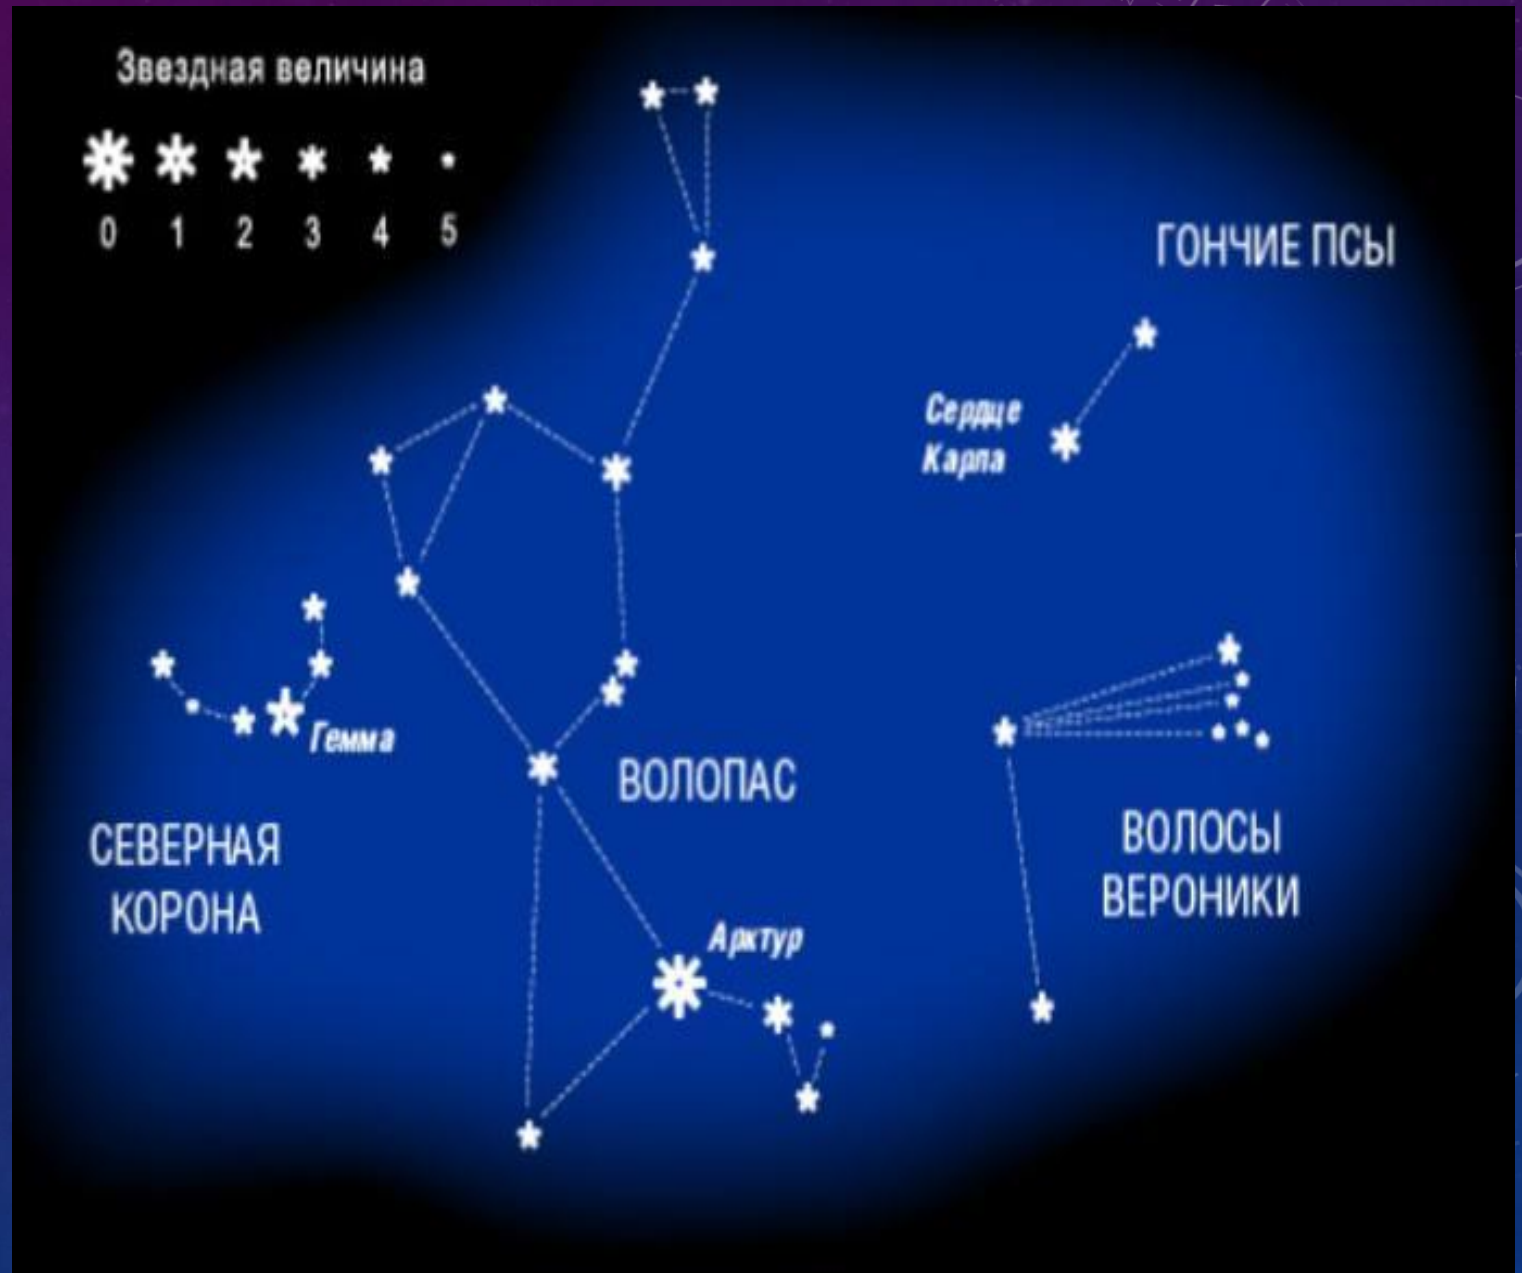 Звездная величина
0 1 2 3 4 5
ГОНЧИЕ ПСЫ
Сердце
Карла
Гемма
ВОЛОПАС
СЕВЕРНАЯ
КОРОНА
ВОЛОСЫ
ВЕРОНИКИ
Арктур